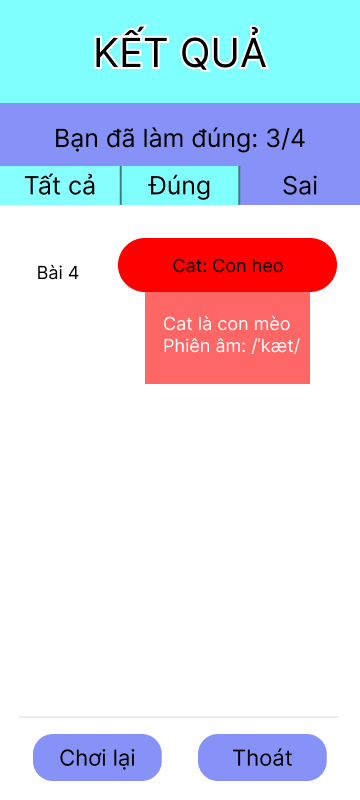 KẾT QUẢ
Bạn đã làm đúng: 3/4
Tất cả
Đúng
Sai
Bài 4
Cat: Con heo
Cat là con mèo
Phiên âm: /ˈkæt/
Chơi lại
Thoát